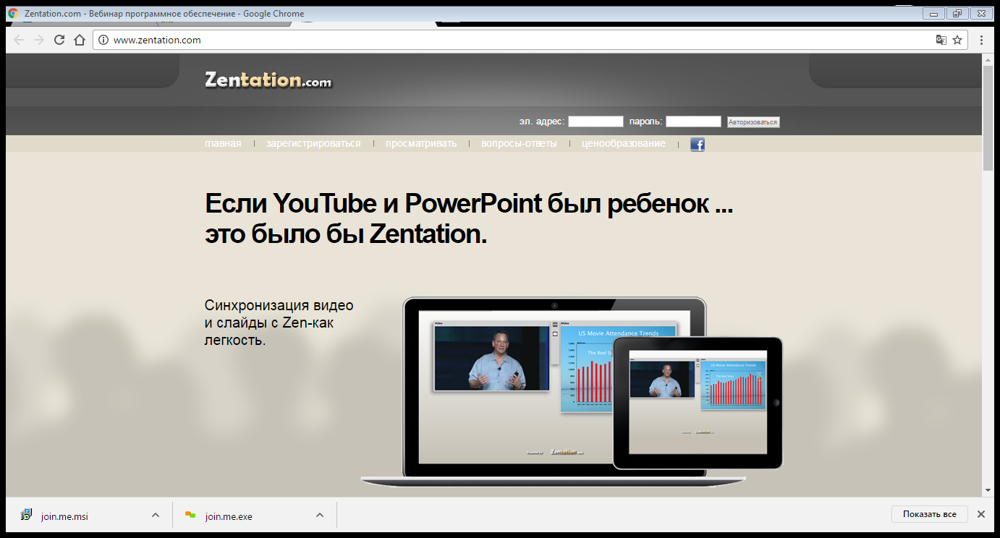 Zentation.com - Вебинар программное обеспечение - Google Chrome
www.zentation.com
Zentation.com
эл. адрес: пароль: Авторизоваться
главная | зарегистрироваться | просматривать | вопросы-ответы | ценообразование |
Если YouTube и PowerPoint был ребенок ...
это было бы Zentation.
Синхронизация видео
и слайды с Zen-как
легкость.
Video
Slides
US Movie Attendance Trends
The Reel
US Movie Attendance Trends
Zentation
join.me.msi
join.me.exe
Показать все